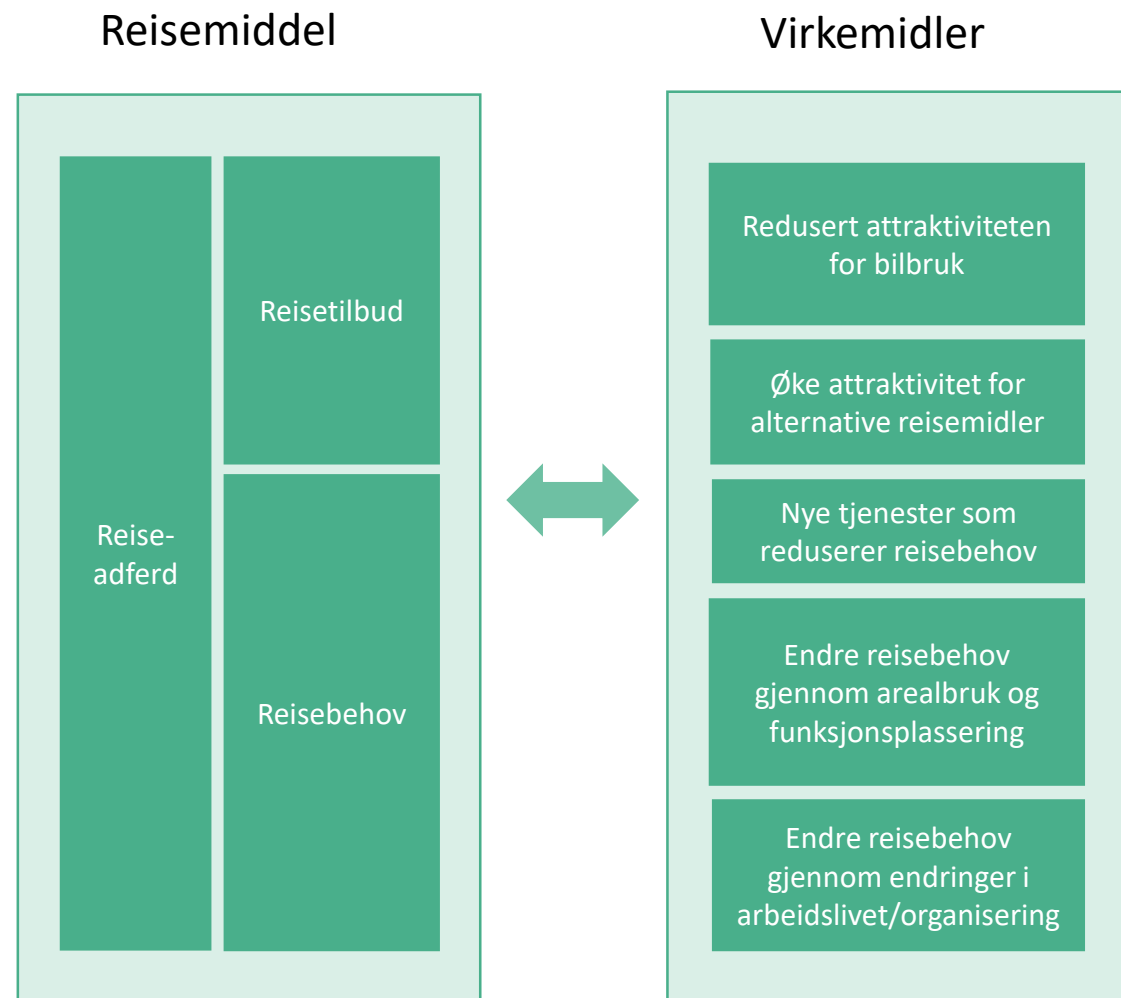 Reisemiddel
Virkemidler
Reise-
adferd
Reisetilbud
Reisebehov
Redusert attraktiviteten
for bilbruk
Øke attraktivitet for
alternative reisemidler
Nye tjenester som
reduserer reisebehov
Endre reisebehov
gjennom arealbruk og
funksjonsplassering
Endre reisebehov
gjennom endringer i
arbeidslivet/organisering